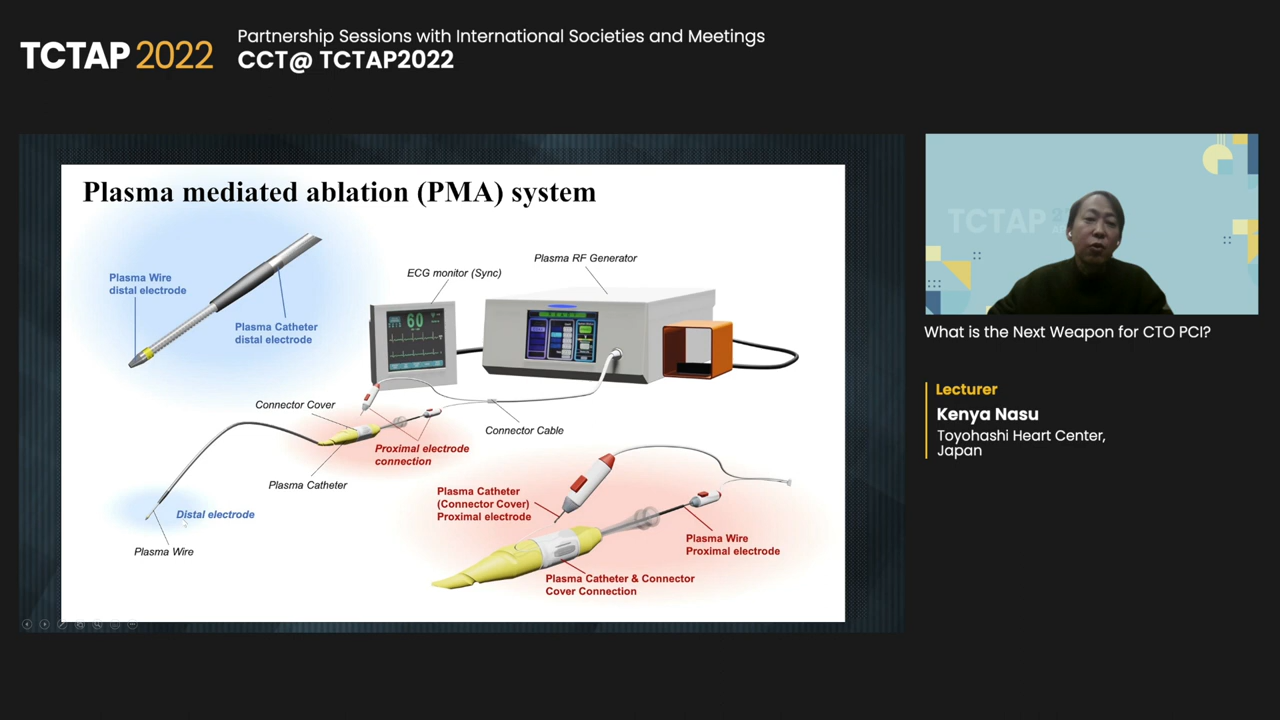 TCTAP 2022
Partnership Sessions with International Societies and Meetings
CCT@ TCTAP2022
Plasma mediated ablation (PMA) system
Plasma Wire
distal electrode
Plasma Catheter
distal electrode
ECG monitor (Sync)
Plasma RF Generator
60
Connector Cover
Connector Cable
Proximal electrode
connection
Plasma Catheter
Distal electrode
Plasma Wire
Plasma Catheter
(Connector Cover)
Proximal electrode
Plasma Wire
Proximal electrode
Plasma Catheter & Connector
Cover Connection
TCTAP
What is the Next Weapon for CTO PCI?
Lecturer
Kenya Nasu
Toyohashi Heart Center,
Japan